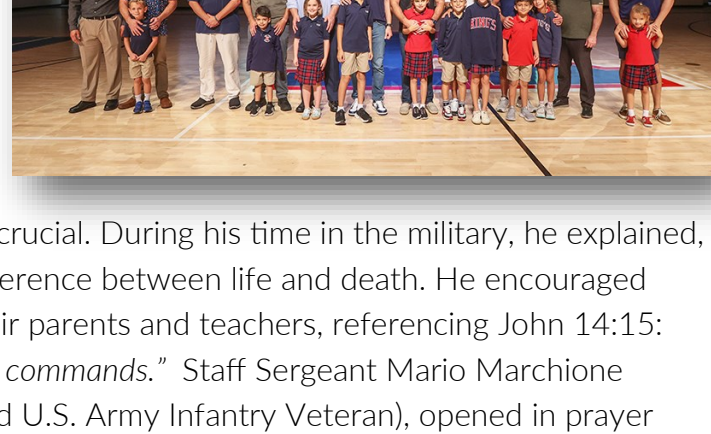 KING'S
crucial. During his time in the military, he explained,
erence between life and death. He encouraged
ir parents and teachers, referencing John 14:15:
commands.” Staff Sergeant Mario Marchione
d U.S. Army Infantry Veteran), opened in prayer